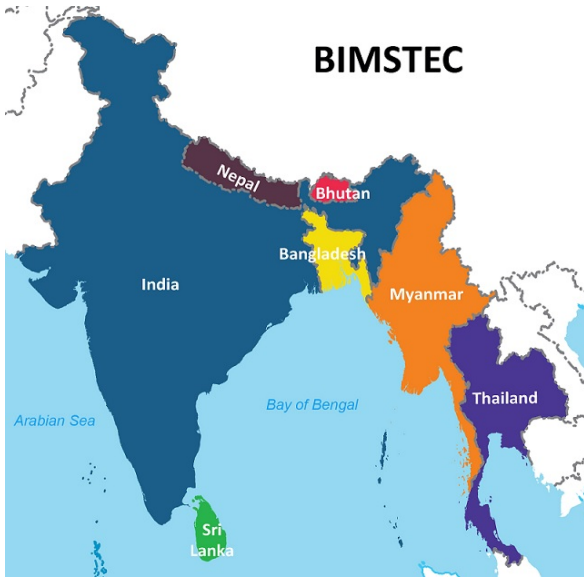 BIMSTEC
Nepal
Bhutan
Bangladesh
India
Myanmar
Thailand
Arabian Sea
Bay of Bengal
Sri
Lanka